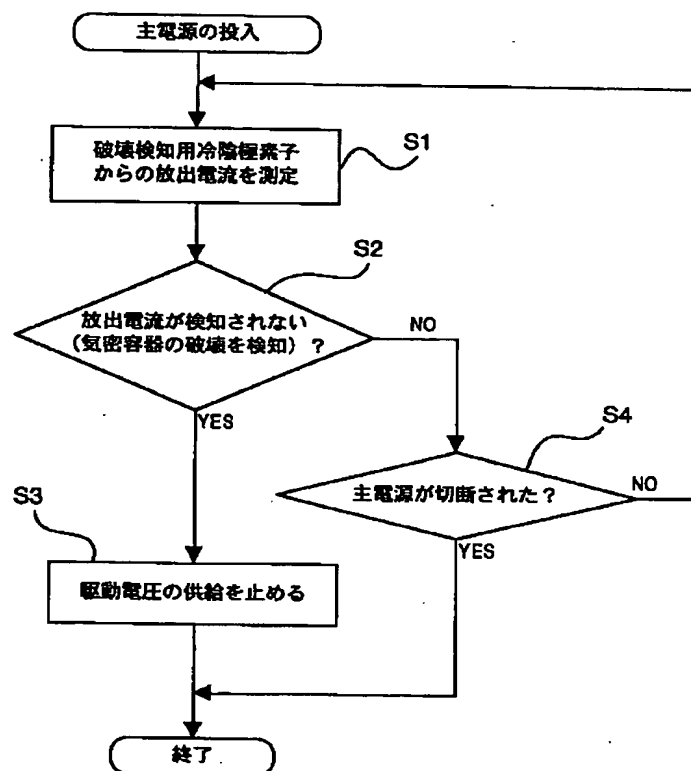 主電源の投入
破壊検知用冷陰極素子
からの放出電流を測定
S1
S2
放出電流が検知されない
（気密容器の破壊を検知）？
NO
YES
S4
主電源が切断された？
NO
YES
S3
駆動電圧の供給を止める
終了